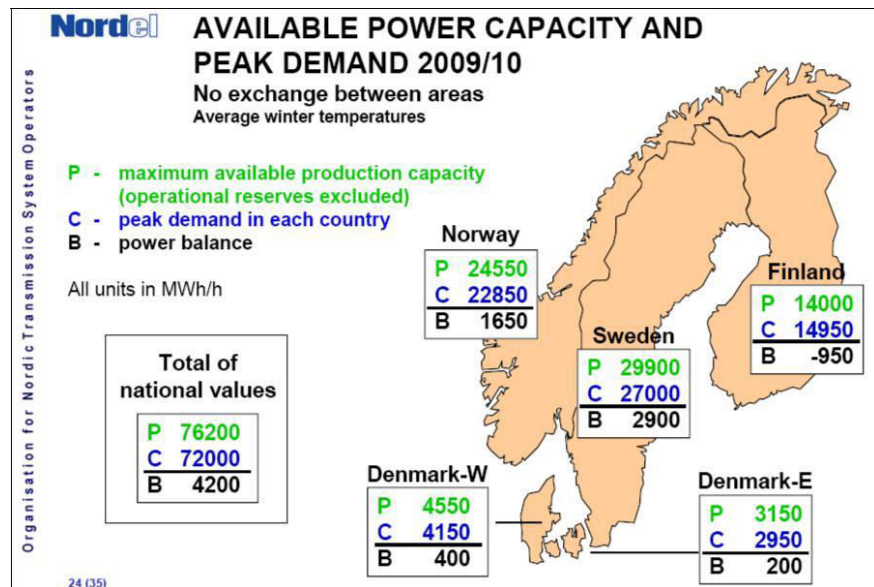 Nordel
AVAILABLE POWER CAPACITY AND
PEAK DEMAND 2009/10
No exchange between areas
Average winter temperatures
Organisation for Nordic Transmission System Operators
P - maximum available production capacity
(operational reserves excluded)
C - peak demand in each country
B - power balance
All units in MWh/h
Norway
P 24550
C 22850
B 1650
Finland
P 14000
C 14950
B -950
Sweden
P 29900
C 27000
B 2900
Total of
national values
P 76200
C 72000
B 4200
Denmark-W
P 4550
C 4150
B 400
Denmark-E
P 3150
C 2950
B 200
24 (35)